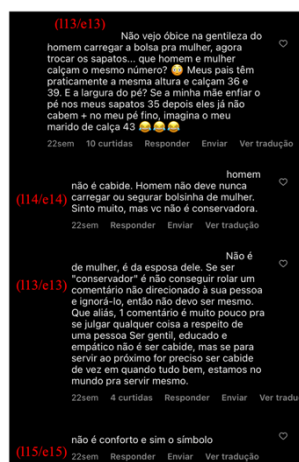 (l13/e13)
Não vejo óbice na gentileza do
homem carregar a bolsa pra mulher, agora
trocar os sapatos... que homem e mulher
calçam o mesmo número? 😳 Meus pais têm
praticamente a mesma altura e calçam 36 e
39. E a largura do pé? Se a minha mãe enfiar o
pé nos meus sapatos 35 depois eles já não
cabem + no meu pé fino, imagina o meu
marido de calça 43 😂😂😂
22sem 10 curtidas Responder Enviar Ver tradução
homem
(l14/e14) não é cabide. Homem não deve nunca
carregar ou segurar bolsinha de mulher.
Sinto muito, mas vc não é conservadora.
22sem Responder Enviar Ver tradução
Não é
(l13/e13) de mulher, é da esposa dele. Se ser
"conservador" é não conseguir rolar um
comentário não direcionado à sua pessoa
e ignorá-lo, então não devo ser mesmo.
Que aliás, 1 comentário é muito pouco pra
se julgar qualquer coisa a respeito de
uma pessoa Ser gentil, educado e
empático não é ser cabide, mas se para
servir ao próximo for preciso ser cabide
de vez em quando tudo bem, estamos no
mundo pra servir mesmo.
22sem 4 curtidas Responder Enviar Ver tradu
não é conforto e sim o símbolo
(l15/e15) 22sem Responder Enviar Ver tradução